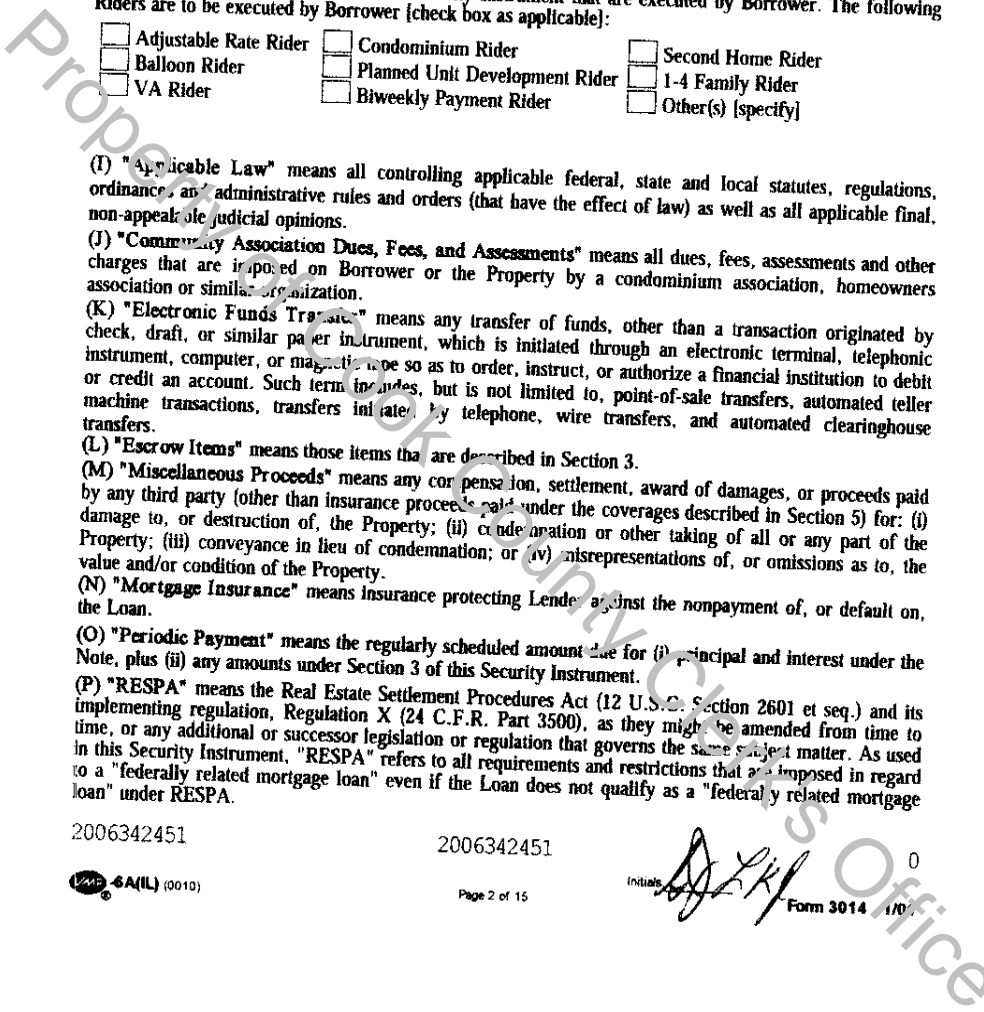 Riders are to be executed by Borrower [check box as applicable]:
executed by Borrower. The following
Adjustable Rate Rider Condominium Rider Second Home Rider
Balloon Rider Planned Unit Development Rider 1-4 Family Rider
VA Rider Biweekly Payment Rider Other(s) [specify]
(I) "Applicable Law" means all controlling applicable federal, state and local statutes, regulations,
ordinances and administrative rules and orders (that have the effect of law) as well as all applicable final,
non-appealable judicial opinions.
(J) "Community Association Dues, Fees, and Assessments" means all dues, fees, assessments and other
charges that are imposed on Borrower or the Property by a condominium association, homeowners
association or similar organization.
(K) "Electronic Funds Transfer" means any transfer of funds, other than a transaction originated by
check, draft, or similar paper instrument, which is initiated through an electronic terminal, telephonic
instrument, computer, or magnetic tape so as to order, instruct, or authorize a financial institution to debit
or credit an account. Such term includes, but is not limited to, point-of-sale transfers, automated teller
machine transactions, transfers initiated by telephone, wire transfers, and automated clearinghouse
transfers.
(L) "Escrow Items" means those items that are described in Section 3.
(M) "Miscellaneous Proceeds" means any compensation, settlement, award of damages, or proceeds paid
by any third party (other than insurance proceeds paid under the coverages described in Section 5) for: (i)
damage to, or destruction of, the Property; (ii) condemnation or other taking of all or any part of the
Property; (iii) conveyance in lieu of condemnation; or (iv) misrepresentations of, or omissions as to, the
value and/or condition of the Property.
(N) "Mortgage Insurance" means insurance protecting Lender against the nonpayment of, or default on,
the Loan.
(O) "Periodic Payment" means the regularly scheduled amount due for (i) principal and interest under the
Note, plus (ii) any amounts under Section 3 of this Security Instrument.
(P) "RESPA" means the Real Estate Settlement Procedures Act (12 U.S.C. Section 2601 et seq.) and its
implementing regulation, Regulation X (24 C.F.R. Part 3500), as they might be amended from time to
time, or any additional or successor legislation or regulation that governs the same subject matter. As used
in this Security Instrument, "RESPA" refers to all requirements and restrictions that are imposed in regard
to a "federally related mortgage loan" even if the Loan does not qualify as a "federally related mortgage
loan" under RESPA.
2006342451 2006342451 0
VMP -6A(IL) (0010) Page 2 of 15 Initials Form 3014
Property of Cook County Clerk's Office